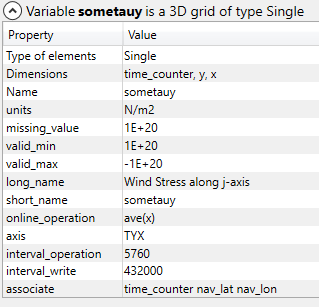 Variable sometauy is a 3D grid of type Single
Property Value
Type of elements Single
Dimensions time_counter, y, x
Name sometauy
units N/m2
missing_value 1E+20
valid_min 1E+20
valid_max -1E+20
long_name Wind Stress along j-axis
short_name sometauy
online_operation ave(x)
axis TYX
interval_operation 5760
interval_write 432000
associate time_counter nav_lat nav_lon